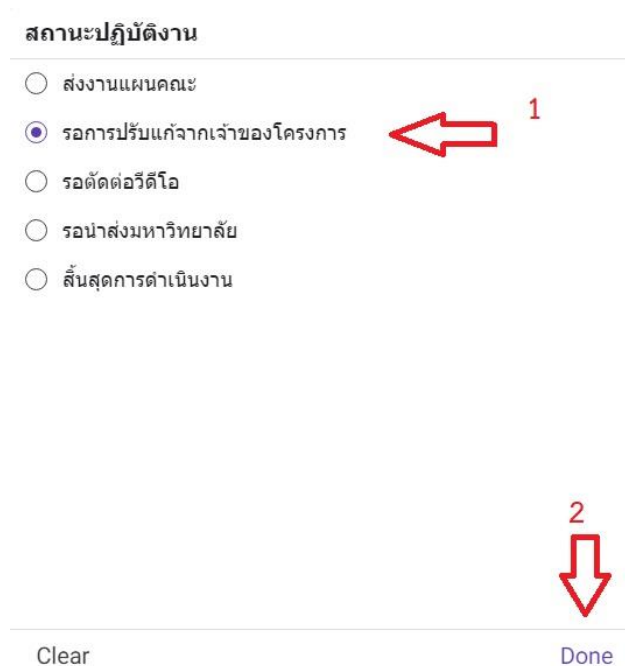 สถานะปฏิบัติงาน
ส่งงานแผนคณะ
1
รอการปรับแก้จากเจ้าของโครงการ
รอตัดต่อวีดีโอ
รอนำส่งมหาวิทยาลัย
สิ้นสุดการดำเนินงาน
2
Clear Done